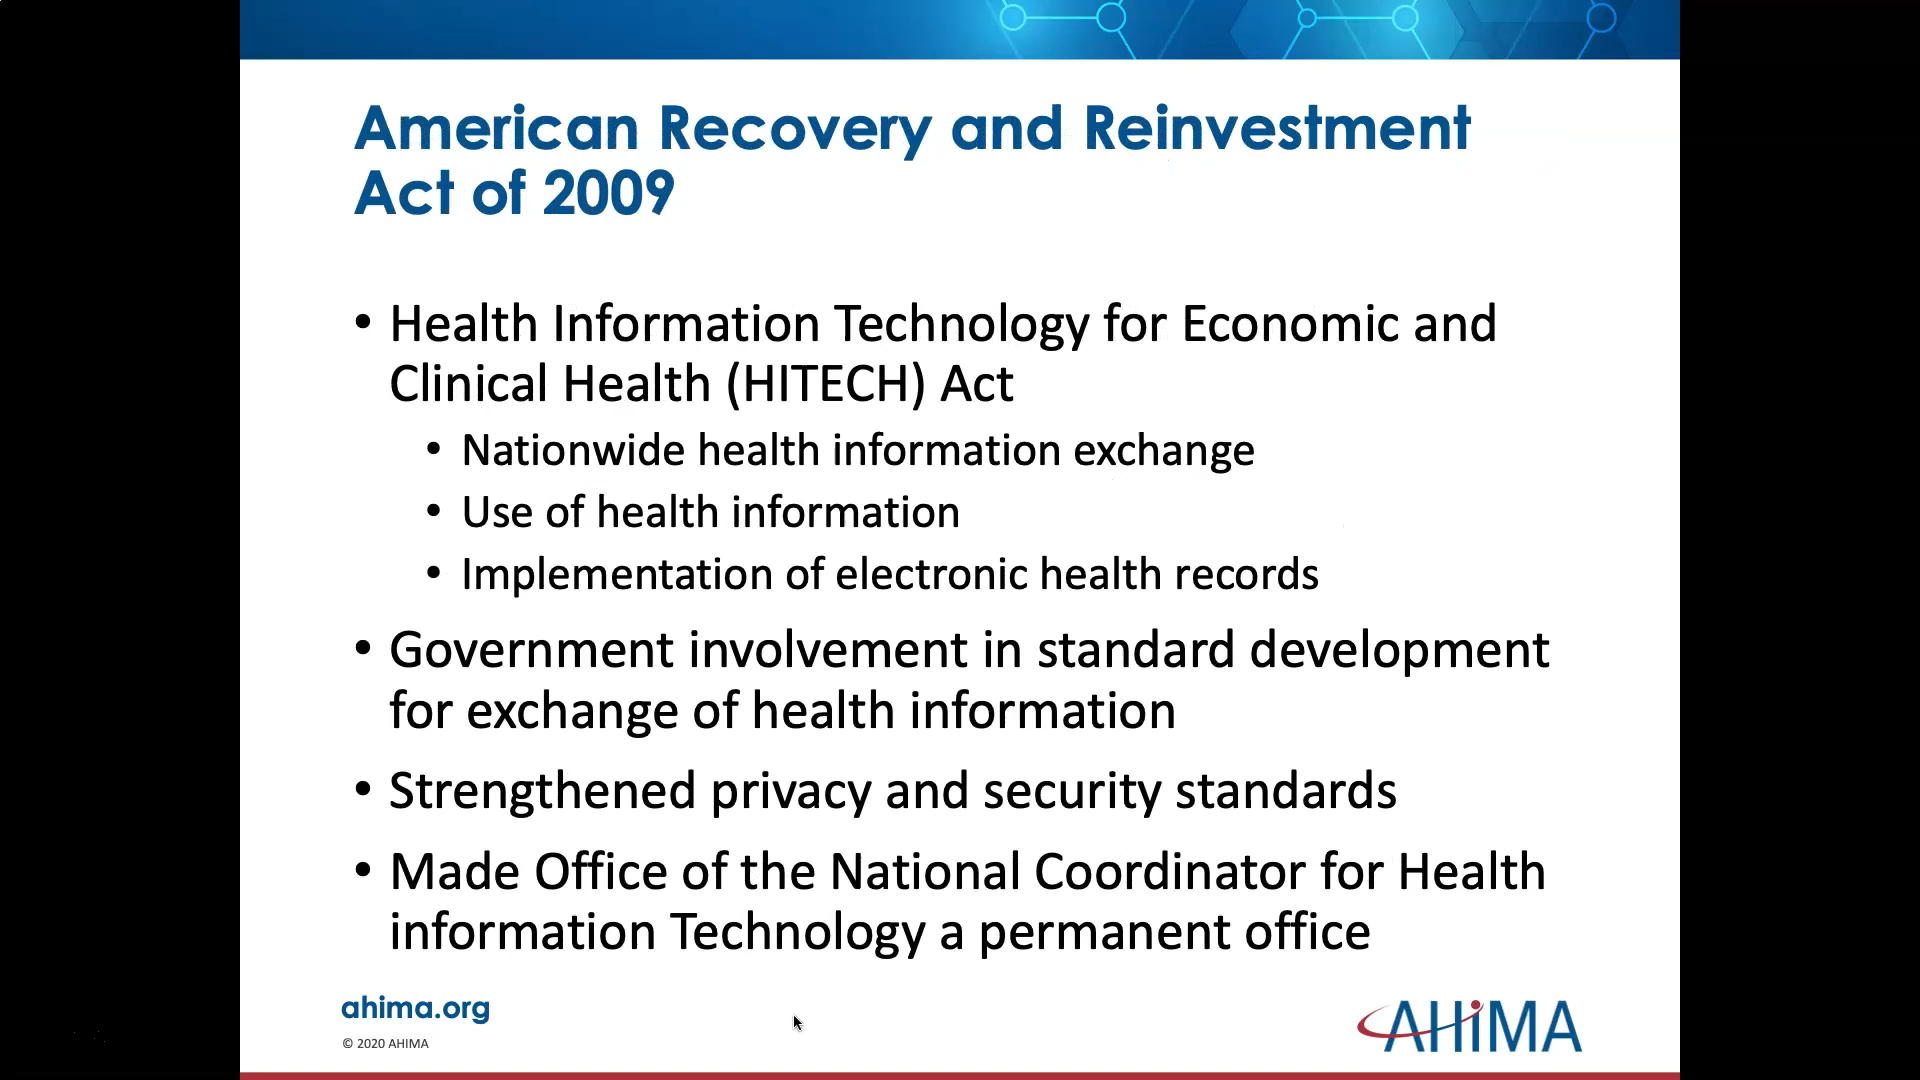 American Recovery and Reinvestment
Act of 2009
• Health Information Technology for Economic and
Clinical Health (HITECH) Act
• Nationwide health information exchange
• Use of health information
• Implementation of electronic health records
• Government involvement in standard development
for exchange of health information
• Strengthened privacy and security standards
• Made Office of the National Coordinator for Health
information Technology a permanent office
ahima.org
© 2020 AHIMA
AHiMA